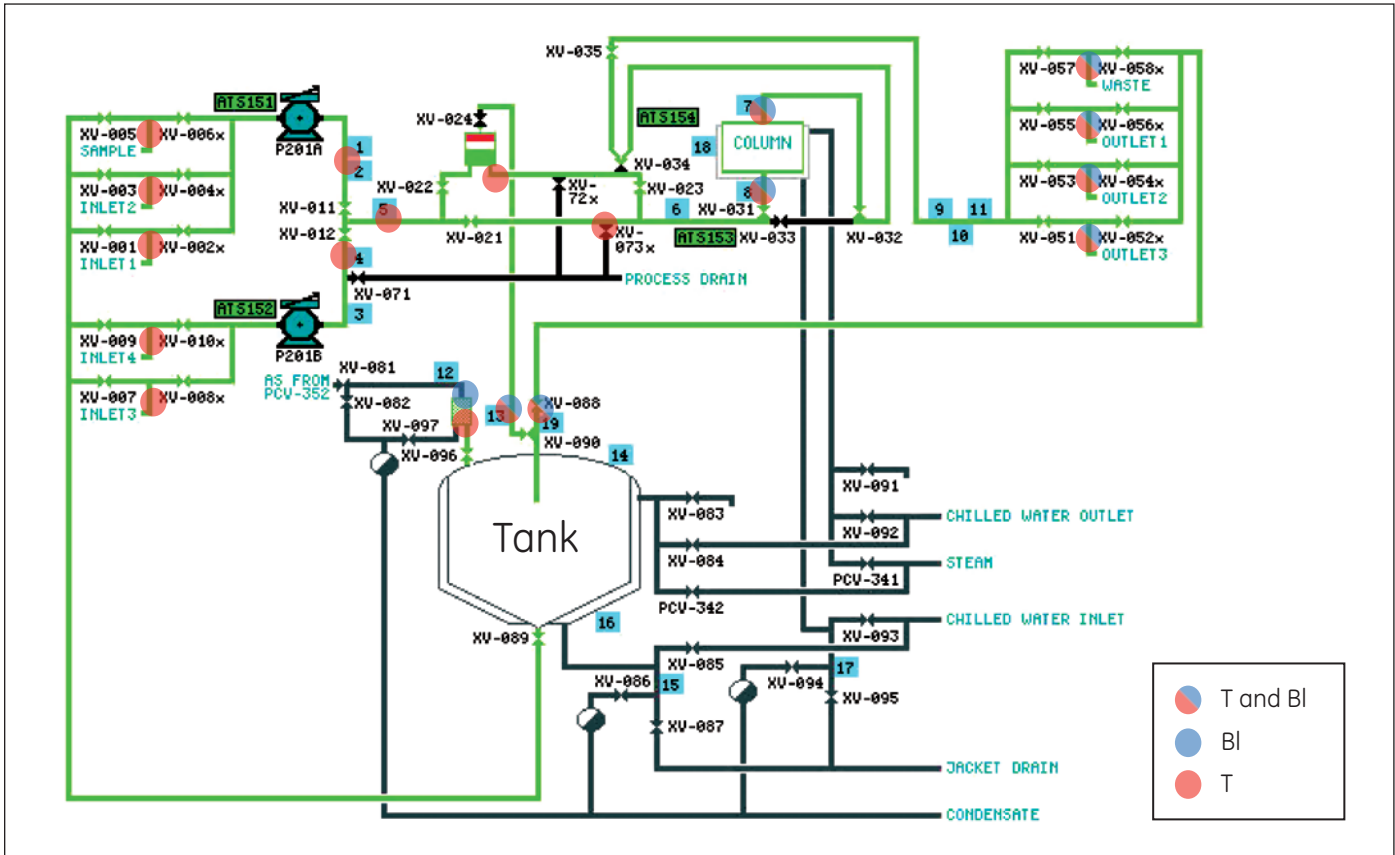 XV-035
ATS151
XV-005
XV-006x
SAMPLE
P201A
XV-003
XV-004x
INLET2
XV-001
XV-002x
INLET1
1
2
XV-011
XV-012
5
4
XV-071
3
ATS152
XV-009
XV-010x
INLET4
P201B
XV-007
XV-008x
INLET3
XV-024
XV-022
XV-021
XV-
72x
XV-
073x
XV-034
XV-023
ATS154
6
ATS153
PROCESS DRAIN
7
18
COLUMN
8
XV-031
XV-033
XV-032
9
11
10
XV-057
XV-058x
WASTE
XV-055
XV-056x
OUTLET1
XV-053
XV-054x
OUTLET2
XV-051
XV-052x
OUTLET3
AS FROM
PCV-352
XV-081
XV-082
XV-097
XV-096
12
13
XV-088
19
XV-090
14
Tank
XV-083
XV-084
PCV-342
16
XV-089
XV-085
XV-086
15
XV-087
XV-091
XV-092
CHILLED WATER OUTLET
PCV-341
STEAM
XV-093
CHILLED WATER INLET
XV-094
17
XV-095
JACKET DRAIN
CONDENSATE
T and Bl
Bl
T